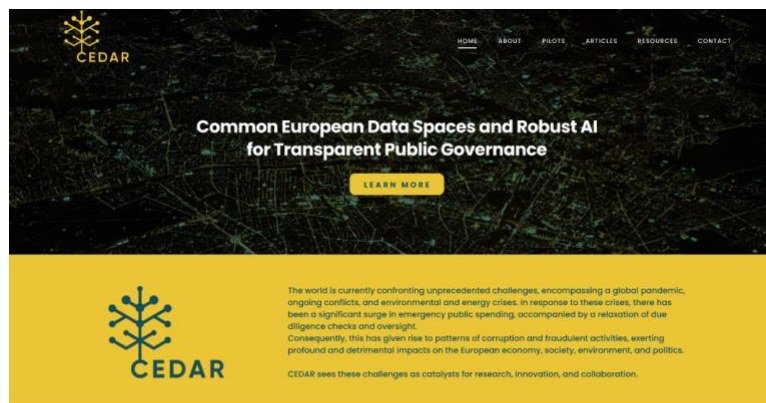 CEDAR
HOME ABOUT PILOTS ARTICLES RESOURCES CONTACT
Common European Data Spaces and Robust AI
for Transparent Public Governance
LEARN MORE
CEDAR
The world is currently confronting unprecedented challenges, encompassing a global pandemic,
ongoing conflicts, and environmental and energy crises. In response to these crises, there has
been a significant surge in emergency public spending, accompanied by a relaxation of due
diligence checks and oversight.
Consequently, this has given rise to patterns of corruption and fraudulent activities, exerting
profound and detrimental impacts on the European economy, society, environment, and politics.
CEDAR sees these challenges as catalysts for research, innovation, and collaboration.